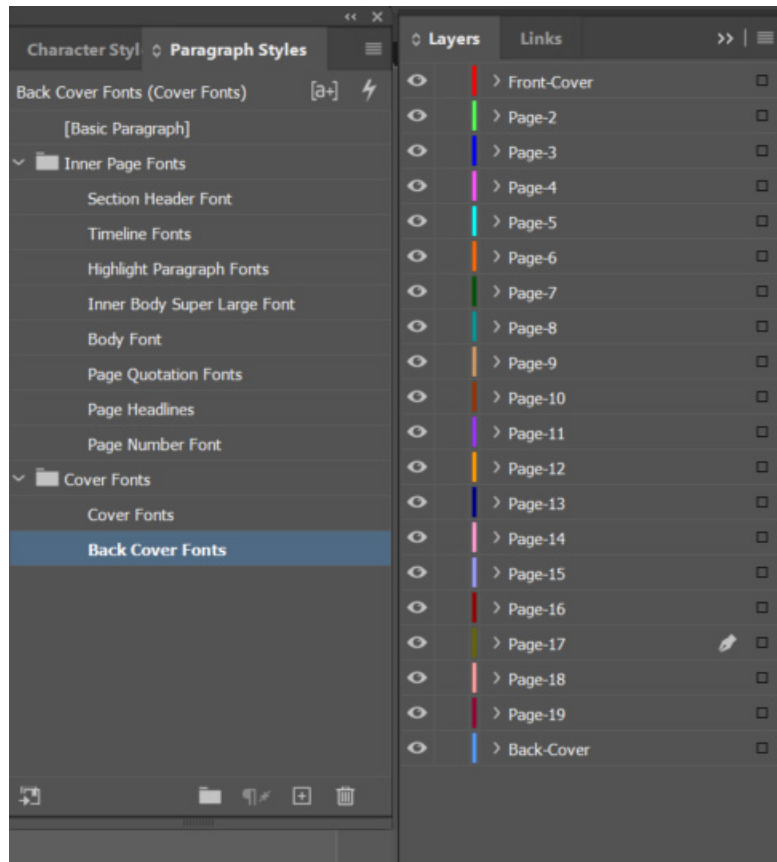 Character Styl
Paragraph Styles
Back Cover Fonts (Cover Fonts)
[a+]
[Basic Paragraph]
Inner Page Fonts
Section Header Font
Timeline Fonts
Highlight Paragraph Fonts
Inner Body Super Large Font
Body Font
Page Quotation Fonts
Page Headlines
Page Number Font
Cover Fonts
Cover Fonts
Back Cover Fonts
Layers
Links
Front-Cover
Page-2
Page-3
Page-4
Page-5
Page-6
Page-7
Page-8
Page-9
Page-10
Page-11
Page-12
Page-13
Page-14
Page-15
Page-16
Page-17
Page-18
Page-19
Back-Cover